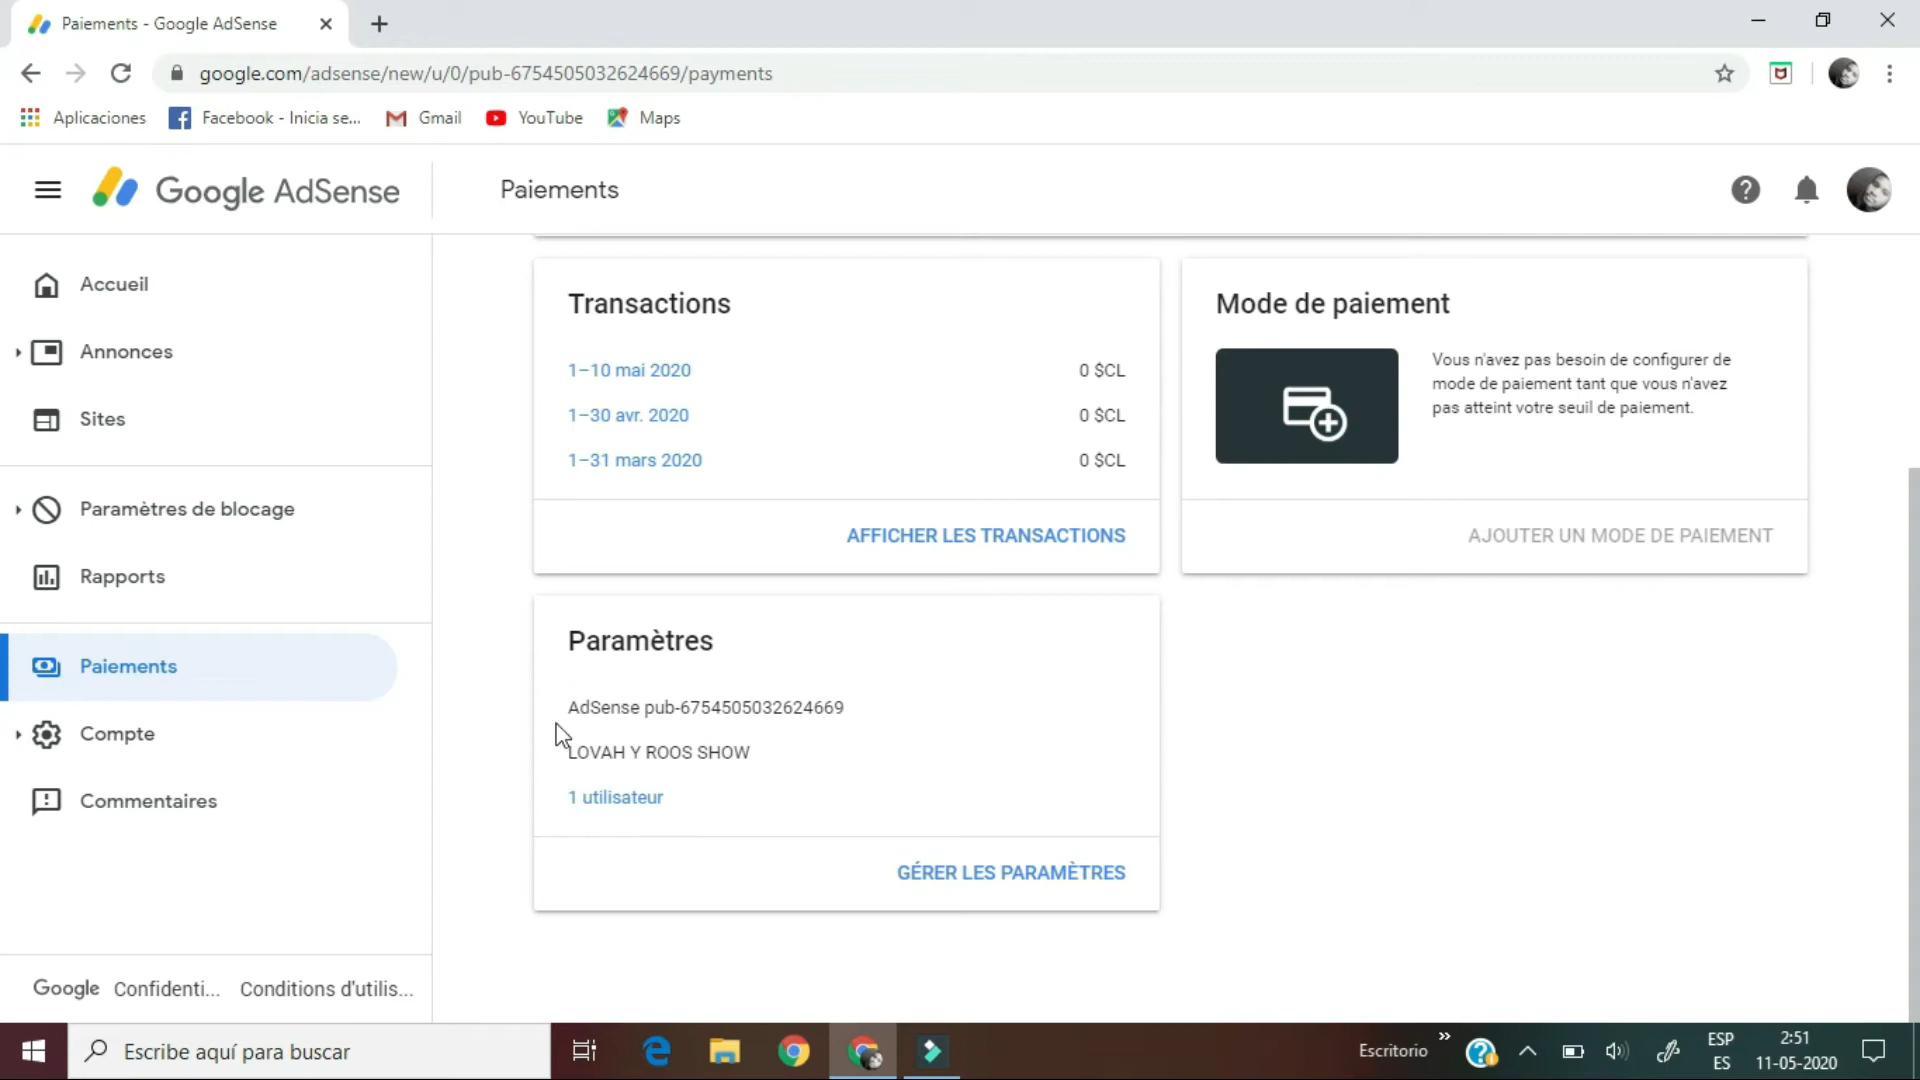 Paiements - Google AdSense
google.com/adsense/new/u/0/pub-6754505032624669/payments
Aplicaciones
Facebook - Inicia se...
Gmail
YouTube
Maps
Google AdSense
Paiements
Accueil
Annonces
Sites
Paramètres de blocage
Rapports
Paiements
Compte
Commentaires
Google Confidenti... Conditions d'utilis...
Transactions
1–10 mai 2020 0 $CL
1–30 avr. 2020 0 $CL
1–31 mars 2020 0 $CL
AFFICHER LES TRANSACTIONS
Mode de paiement
Vous n'avez pas besoin de configurer de
mode de paiement tant que vous n'avez
pas atteint votre seuil de paiement.
AJOUTER UN MODE DE PAIEMENT
Paramètres
AdSense pub-6754505032624669
LOVAH Y ROOS SHOW
1 utilisateur
GÉRER LES PARAMÈTRES
Escribe aquí para buscar
Escritorio
ESP
ES
2:51
11-05-2020